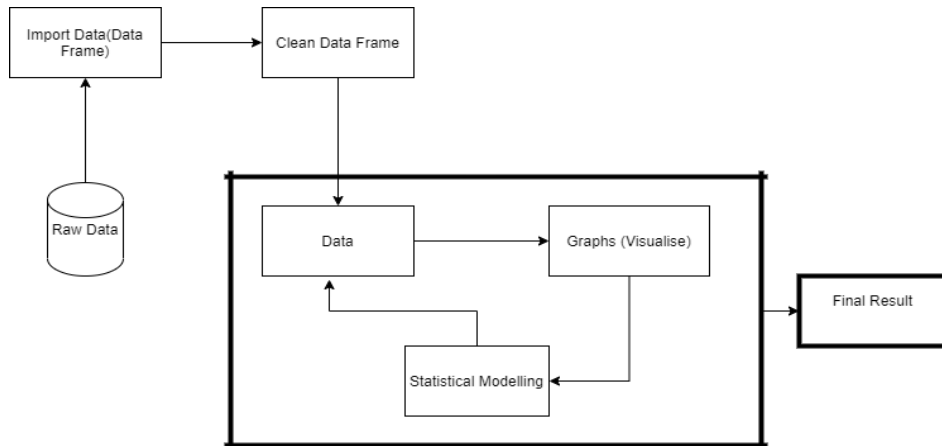 Import Data(Data
Frame)
Clean Data Frame
Raw Data
Data
Graphs (Visualise)
Statistical Modelling
Final Result